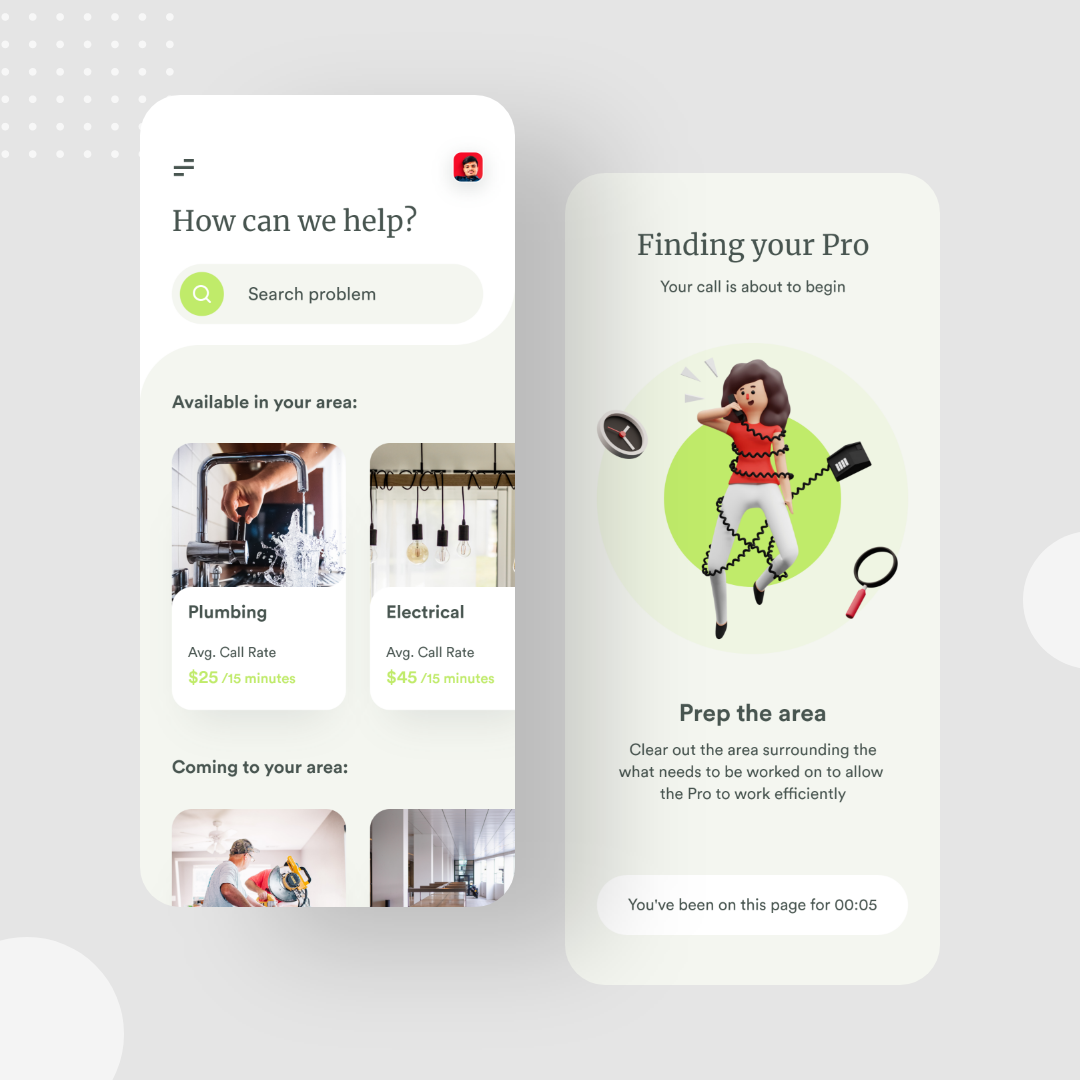 How can we help?
Search problem
Available in your area:
Plumbing
Avg. Call Rate
$25 /15 minutes
Electrical
Avg. Call Rate
$45 /15 minutes
Coming to your area:
Finding your Pro
Your call is about to begin
Prep the area
Clear out the area surrounding the
what needs to be worked on to allow
the Pro to work efficiently
You've been on this page for 00:05